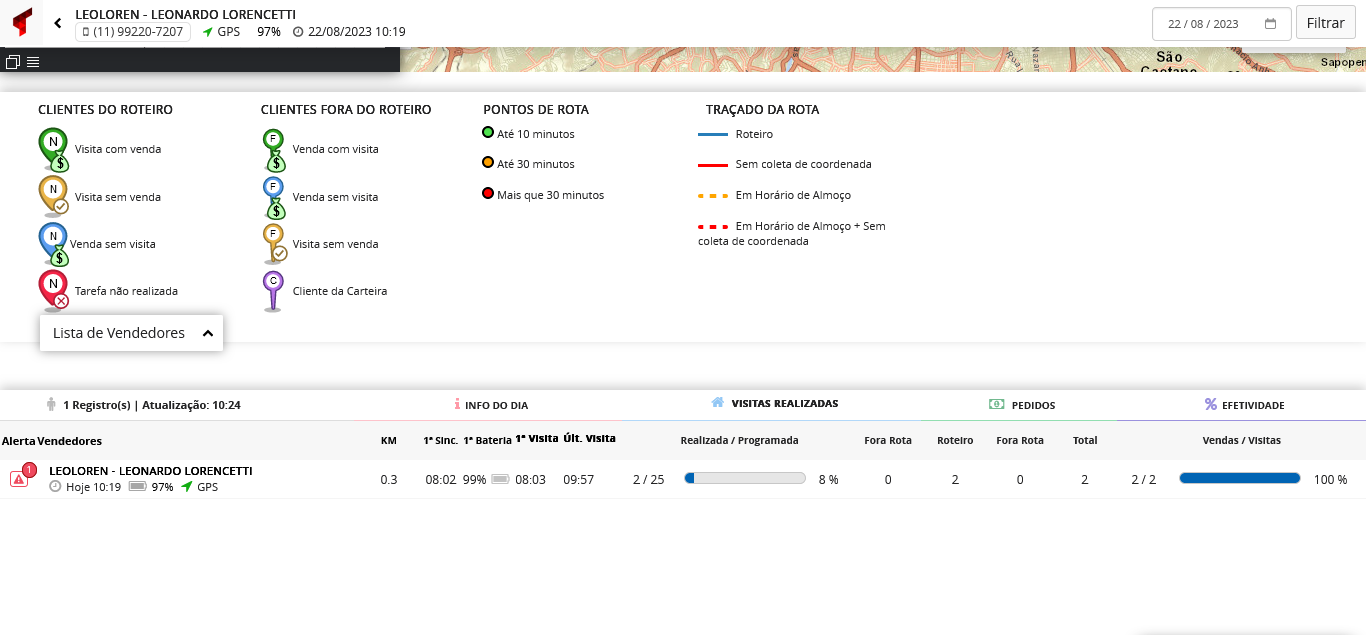 LEOLOREN - LEONARDO LORENCETTI
(11) 99220-7207 GPS 97% 22/08/2023 10:19
22 / 08 / 2023
Filtrar
São
Caetano
Sapopem
CLIENTES DO ROTEIRO
Visita com venda
Visita sem venda
Venda sem visita
Tarefa não realizada
CLIENTES FORA DO ROTEIRO
Venda com visita
Venda sem visita
Visita sem venda
Cliente da Carteira
PONTOS DE ROTA
Até 10 minutos
Até 30 minutos
Mais que 30 minutos
TRAÇADO DA ROTA
Roteiro
Sem coleta de coordenada
Em Horário de Almoço
Em Horário de Almoço + Sem
coleta de coordenada
Lista de Vendedores
1 Registro(s) | Atualização: 10:24 INFO DO DIA VISITAS REALIZADAS PEDIDOS EFETIVIDADE
Alerta Vendedores KM 1ª Sinc. 1ª Bateria 1ª Visita Últ. Visita Realizada / Programada Fora Rota Roteiro Fora Rota Total Vendas / Visitas
1 LEOLOREN - LEONARDO LORENCETTI
Hoje 10:19 97% GPS
0.3 08:02 99% 08:03 09:57 2 / 25 8 % 0 2 0 2 2 / 2 100 %